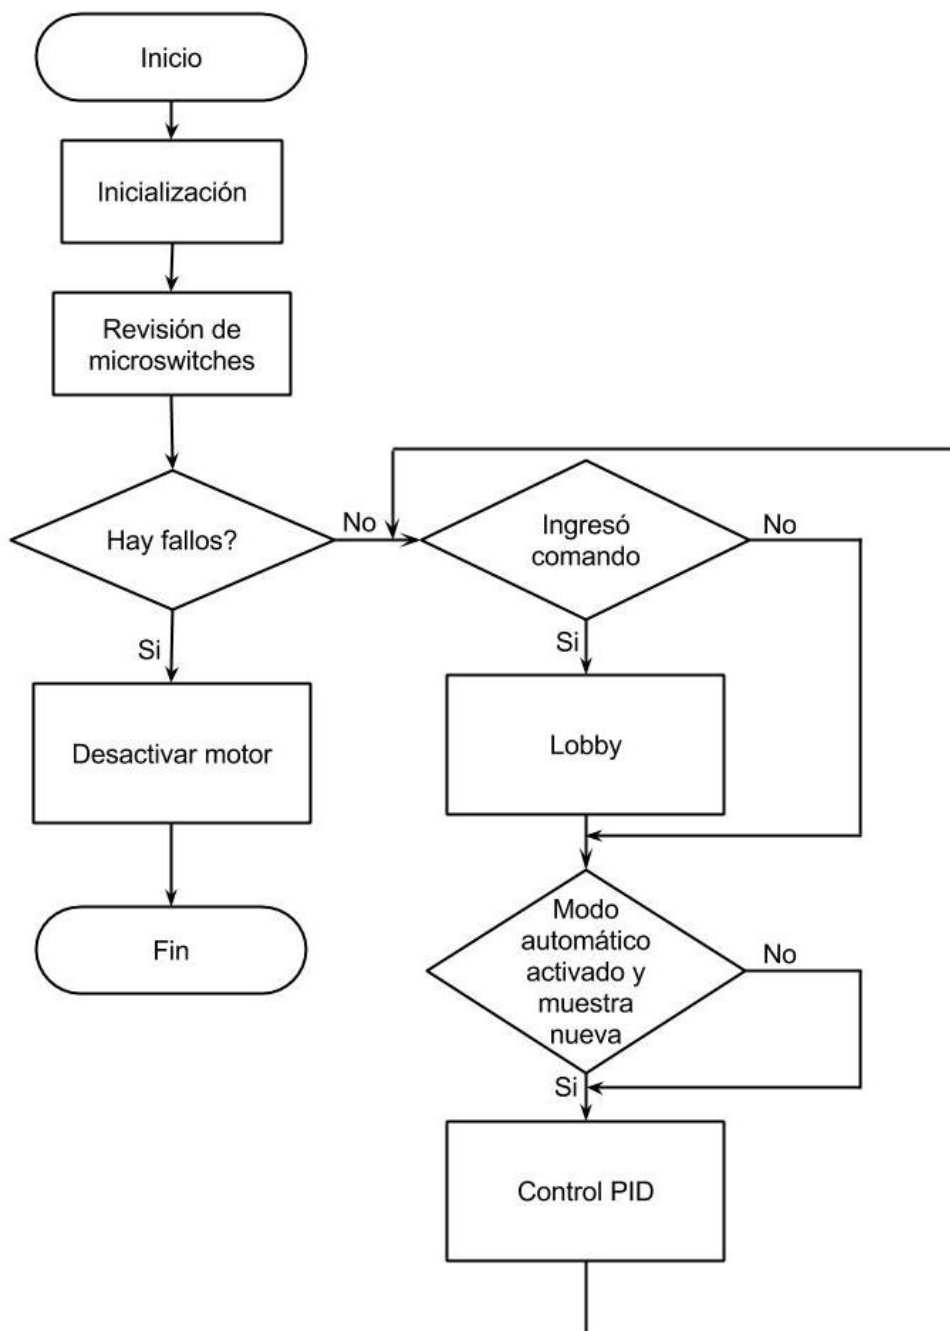 Inicio
Inicialización
Revisión de
microswitches
Hay fallos?
No
Si
Desactivar motor
Fin
Ingresó
comando
No
Si
Lobby
Modo
automático
activado y
muestra
nueva
No
Si
Control PID